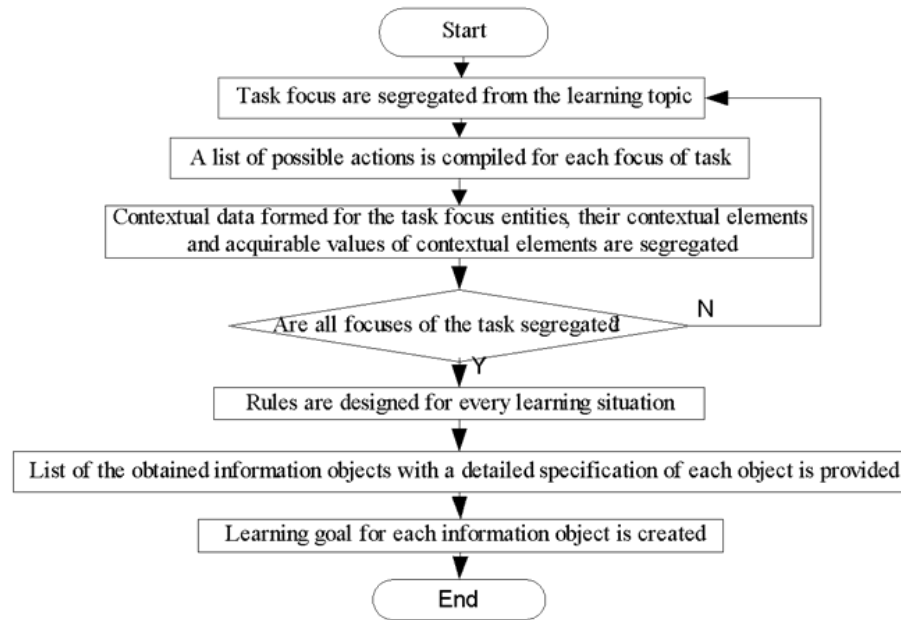 Start
Task focus are segregated from the learning topic
A list of possible actions is compiled for each focus of task
Contextual data formed for the task focus: entities, their contextual elements
and acquirable values of contextual elements are segregated
N
Are all focuses of the task segregated?
Y
Rules are designed for every learning situation
List of the obtained information objects with a detailed specification of each object is provided
Learning goal for each information object is created
End